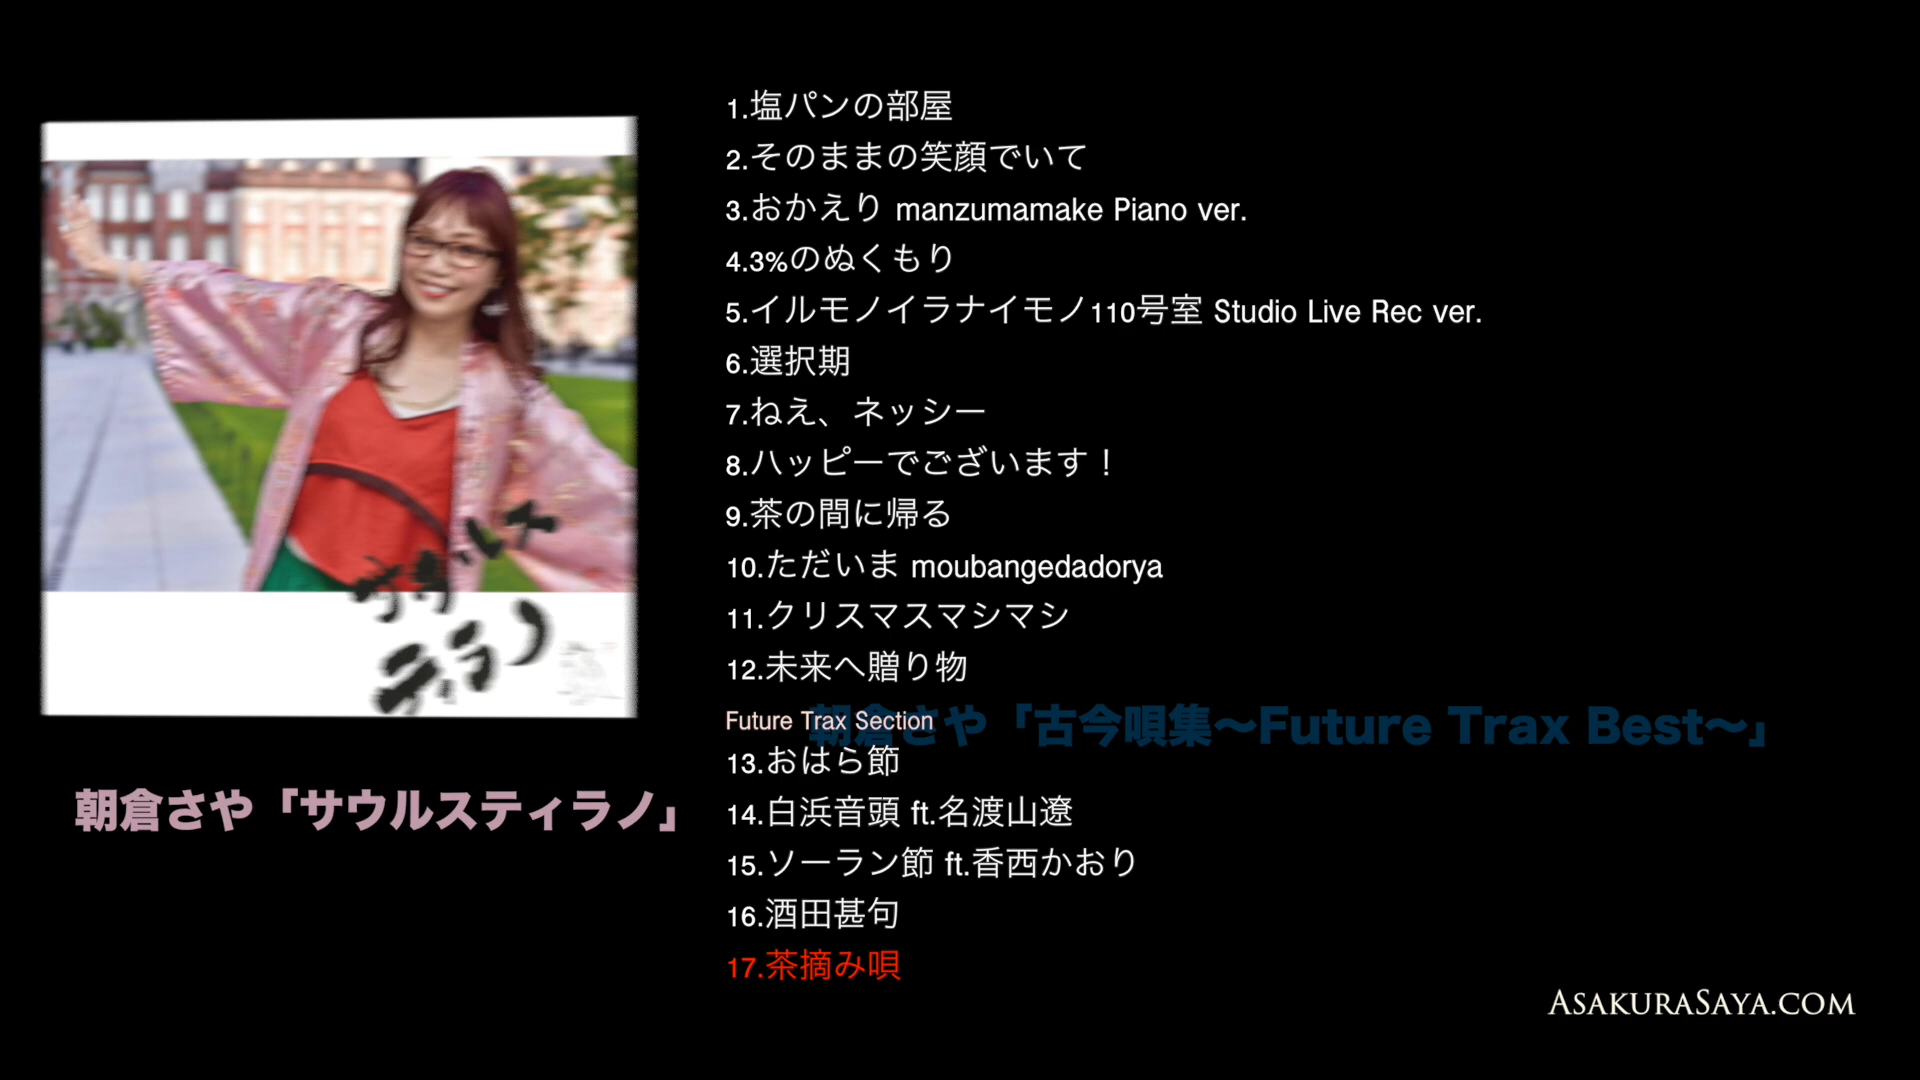 サウルス
ティラノ
朝倉さや「サウルスティラノ」
1.塩パンの部屋
2.そのままの笑顔でいて
3.おかえり manzumamake Piano ver.
4.3%のぬくもり
5.イルモノイラナイモノ110号室 Studio Live Rec ver.
6.選択期
7.ねえ、ネッシー
8.ハッピーでございます！
9.茶の間に帰る
10.ただいま moubangedadorya
11.クリスマスマシマシ
12.未来へ贈り物
Future Trax Section
朝倉さや「古今唄集～Future Trax Best～」
13.おはら節
14.白浜音頭 ft.名渡山遼
15.ソーラン節 ft.香西かおり
16.酒田甚句
17.茶摘み唄
ASAKURASAYA.COM